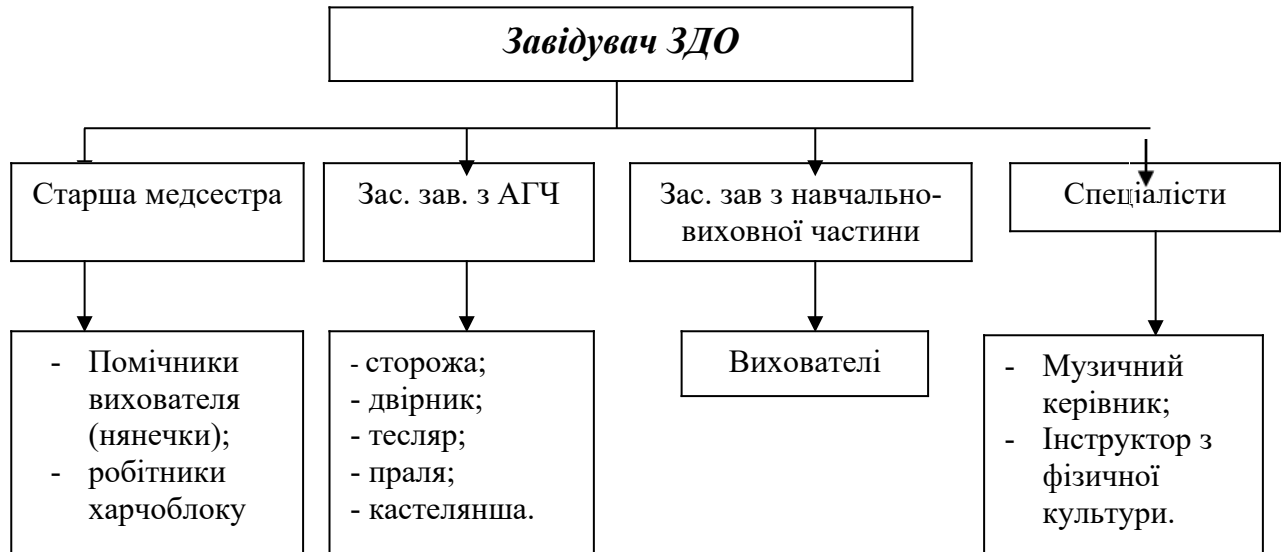 Завідувач ЗДО
Старша медсестра
Зас. зав. з АГЧ
Зас. зав з навчально-
виховної частини
Спеціалісти
- Помічники
вихователя
(нянечки);
- робітники
харчоблоку
- сторожа;
- двірник;
- тесляр;
- праля;
- кастелянша.
Вихователі
- Музичний
керівник;
- Інструктор з
фізичної
культури.